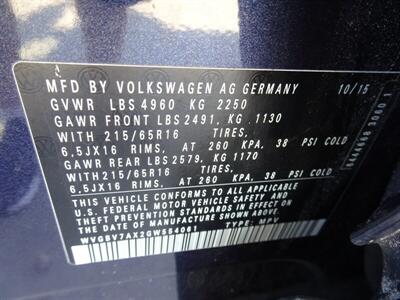 MFD BY VOLKSWAGEN AG GERMANY 10/15
GVWR LBS 4960 KG 2250
GAWR FRONT LBS 2491, KG .1130
WITH 215/65R16 TIRES,
6,5JX16 RIMS, AT 260 KPA, 38 PSI COLD
GAWR REAR LBS 2579, KG 1170
WITH 215/65R16 TIRES,
6,5JX16 RIMS, AT 260 KPA, 38 PSI COLD
THIS VEHICLE CONFORMS TO ALL APPLICABLE
U.S. FEDERAL MOTOR VEHICLE SAFETY AND
THEFT PREVENTION STANDARDS IN EFFECT
ON THE DATE OF MANUFACTURE SHOWN ABOVE
WVGBV7AX2GW554061 TYPE: MPV